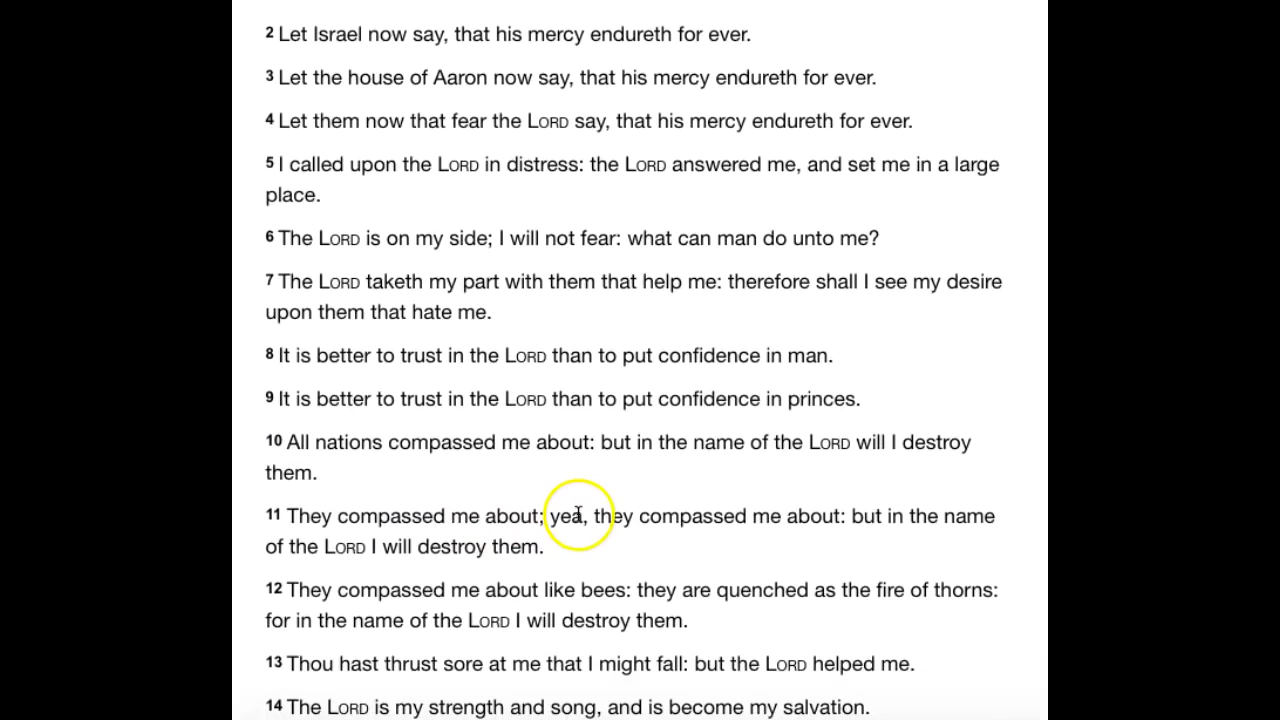 2 Let Israel now say, that his mercy endureth for ever.
3 Let the house of Aaron now say, that his mercy endureth for ever.
4 Let them now that fear the LORD say, that his mercy endureth for ever.
5 I called upon the LORD in distress: the LORD answered me, and set me in a large
place.
6 The LORD is on my side; I will not fear: what can man do unto me?
7 The LORD taketh my part with them that help me: therefore shall I see my desire
upon them that hate me.
8 It is better to trust in the LORD than to put confidence in man.
9 It is better to trust in the LORD than to put confidence in princes.
10 All nations compassed me about: but in the name of the LORD will I destroy
them.
11 They compassed me about; yea, they compassed me about: but in the name
of the LORD I will destroy them.
12 They compassed me about like bees: they are quenched as the fire of thorns:
for in the name of the LORD I will destroy them.
13 Thou hast thrust sore at me that I might fall: but the LORD helped me.
14 The LORD is my strength and song, and is become my salvation.